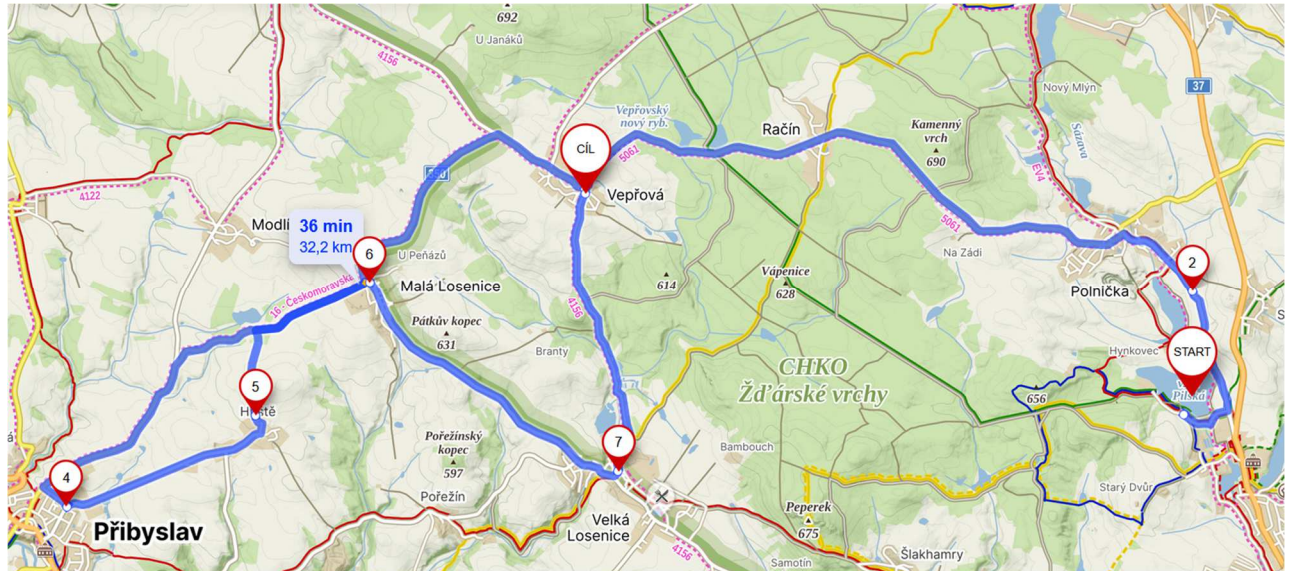 692
U Janáků
4156
37
Nový Mlýn
Vepřovský
nový ryb.
Račín
Kamenný
vrch
690
Sázava
CÍL
5061
EV4
4122
Vepřová
Modlí
36 min
32,2 km
6
U Peňázů
5061
Na Zádi
2
Polnička
16 - Českomoravská
Malá Losenice
614
Vápenice
628
4156
Pátkův kopec
631
Branty
Hynkovec
START
Pilská
CHKO
Žďárské vrchy
5
656
7
Pořežínský
kopec
597
Bambouch
4
Pořežín
Starý Dvůr
Přibyslav
Velká
Losenice
Peperek
675
4156
Samotín
Šlakhamry